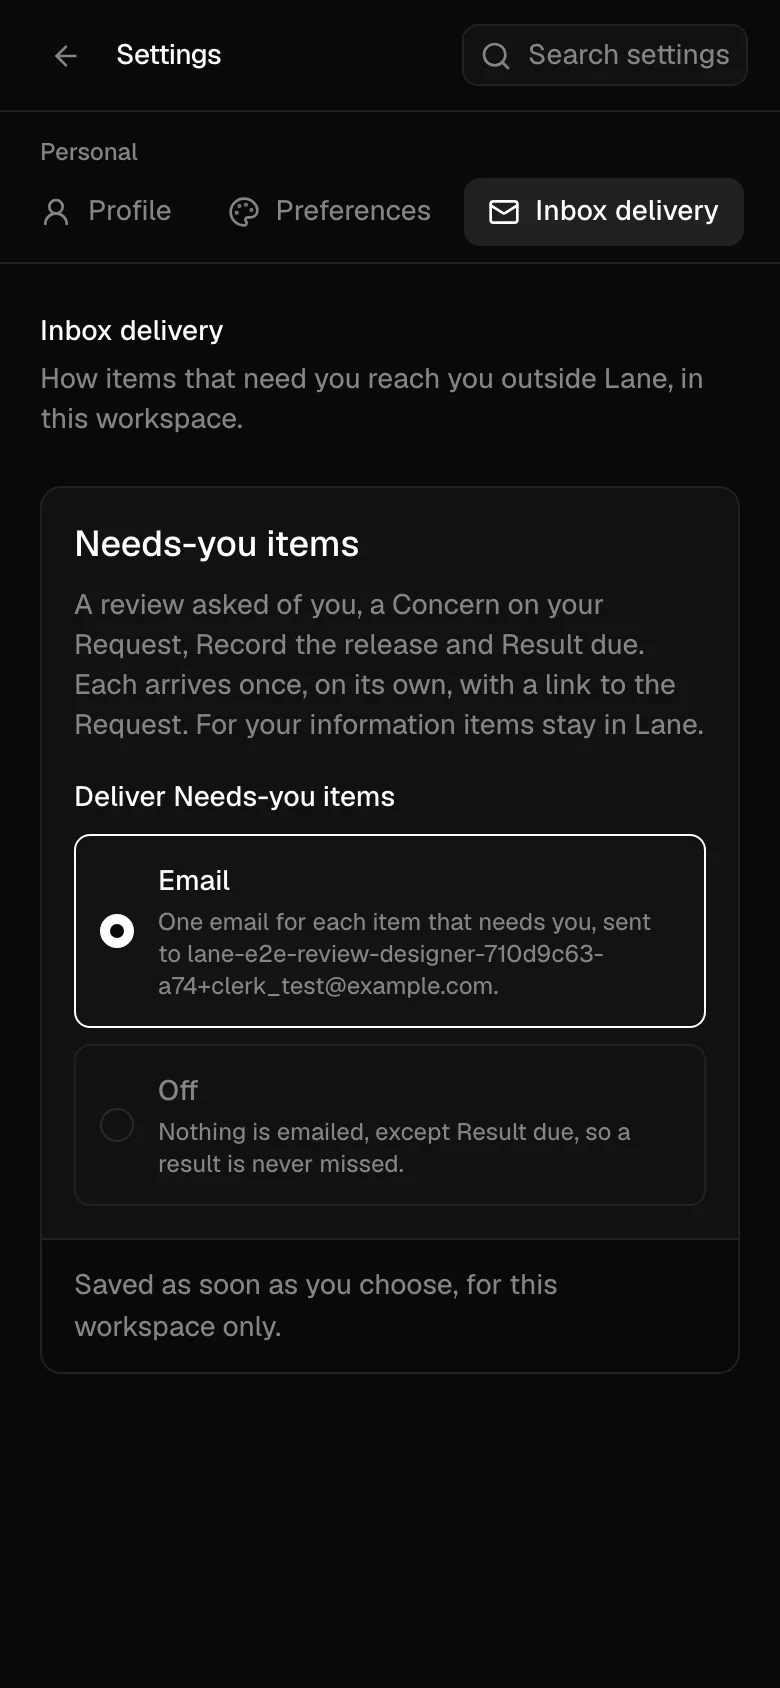 Settings
Search settings
Personal
Profile
Preferences
Inbox delivery
Inbox delivery
How items that need you reach you outside Lane, in
this workspace.
Needs-you items
A review asked of you, a Concern on your
Request, Record the release and Result due.
Each arrives once, on its own, with a link to the
Request. For your information items stay in Lane.
Deliver Needs-you items
Email
One email for each item that needs you, sent
to lane-e2e-review-designer-710d9c63-
a74+clerk_test@example.com.
Off
Nothing is emailed, except Result due, so a
result is never missed.
Saved as soon as you choose, for this
workspace only.